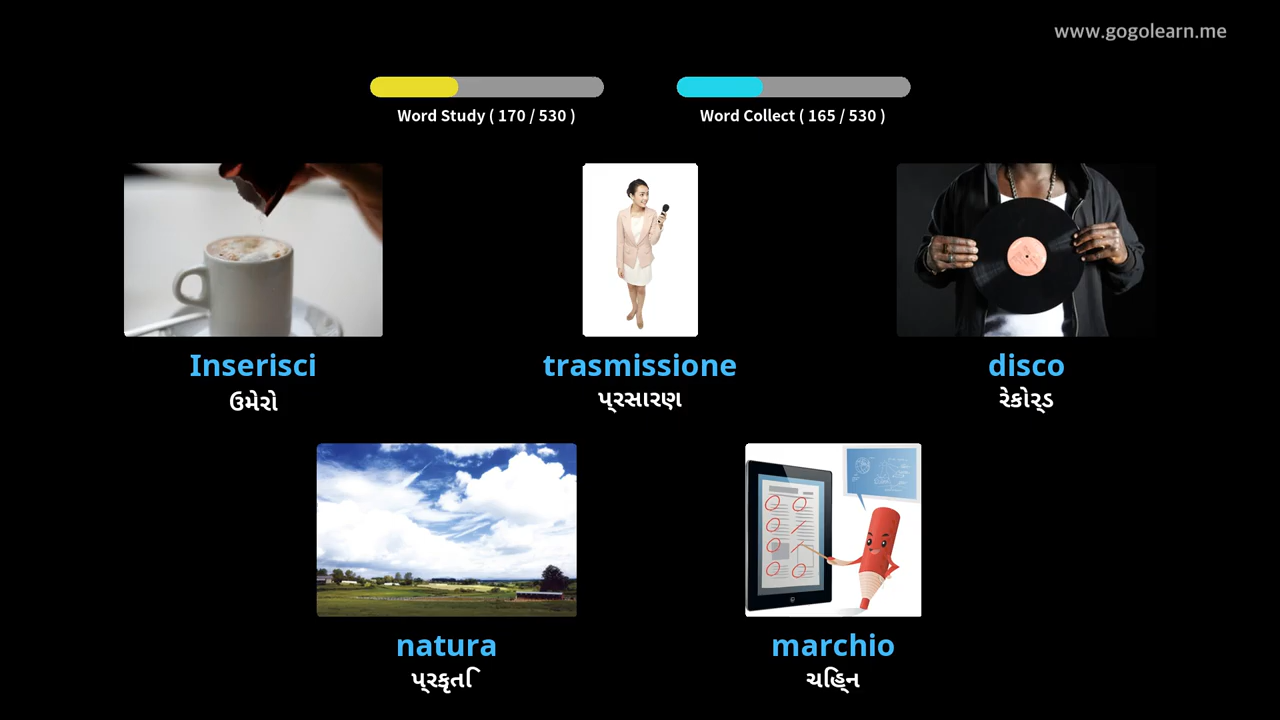 www.gogolearn.me
Word Study ( 170 / 530 )
Word Collect ( 165 / 530 )
Inserisci
ઉમેરો
trasmissione
પ્રસારણ
disco
રેકોર્ડ
natura
પ્રકૃતિ
marchio
ચિહ્ન